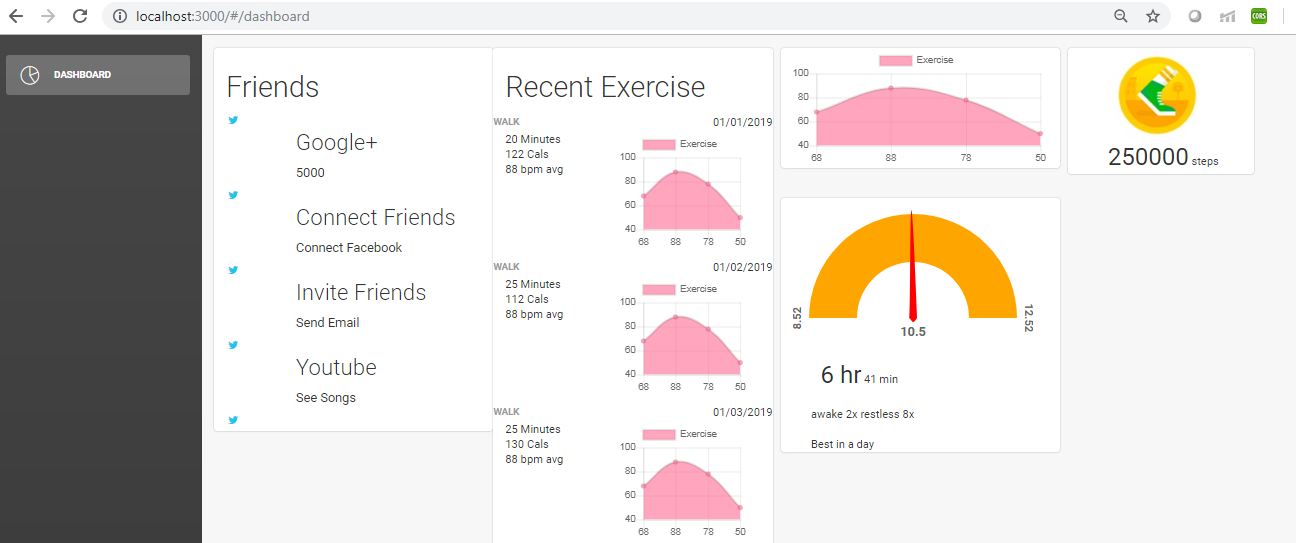 localhost:3000/#/dashboard
CORS
DASHBOARD
Friends
Google+
5000
Connect Friends
Connect Facebook
Invite Friends
Send Email
Youtube
See Songs
Recent Exercise
WALK
01/01/2019
20 Minutes
122 Cals
88 bpm avg
Exercise
100
80
60
40
68 88 78 50
WALK
01/02/2019
25 Minutes
112 Cals
88 bpm avg
Exercise
100
80
60
40
68 88 78 50
WALK
01/03/2019
25 Minutes
130 Cals
88 bpm avg
Exercise
100
80
60
40
68 88 78 50
Exercise
100
80
60
40
68 88 78 50
8.52
10.5
12.52
6 hr 41 min
awake 2x restless 8x
Best in a day
250000 steps